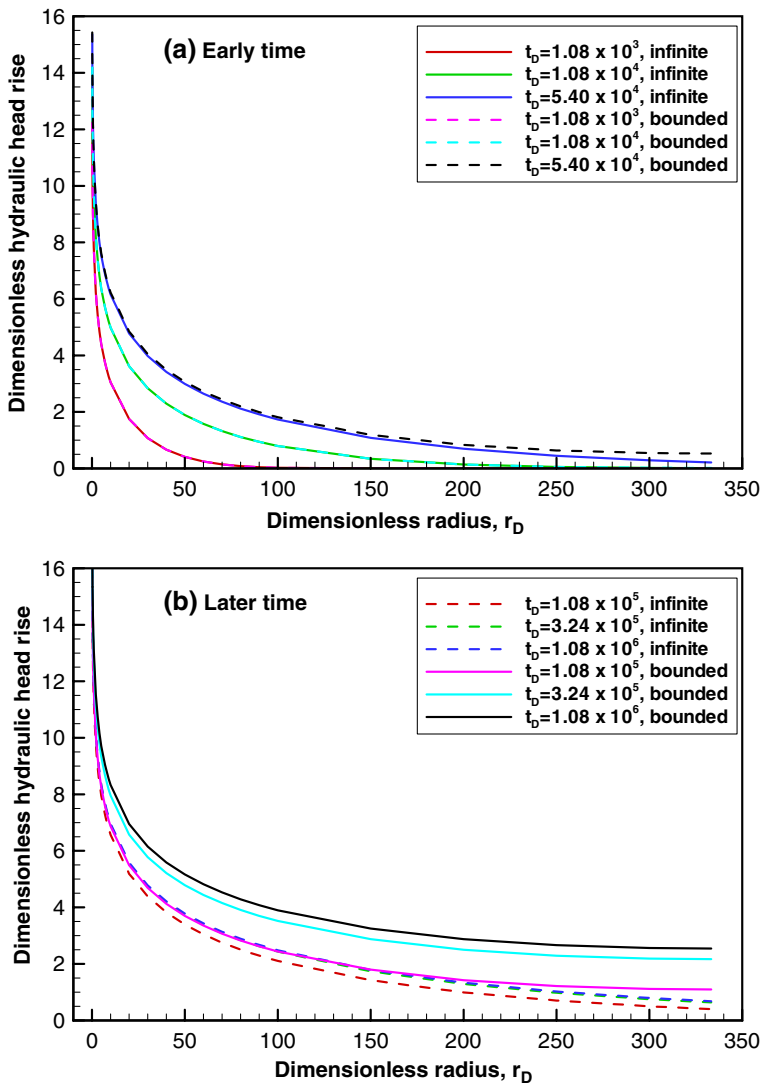 (a) Early time
t_D=1.08 x 10^3, infinite
t_D=1.08 x 10^4, infinite
t_D=5.40 x 10^4, infinite
t_D=1.08 x 10^3, bounded
t_D=1.08 x 10^4, bounded
t_D=5.40 x 10^4, bounded
Dimensionless hydraulic head rise
16
14
12
10
8
6
4
2
0
0 50 100 150 200 250 300 350
Dimensionless radius, r_D
(b) Later time
t_D=1.08 x 10^5, infinite
t_D=3.24 x 10^5, infinite
t_D=1.08 x 10^6, infinite
t_D=1.08 x 10^5, bounded
t_D=3.24 x 10^5, bounded
t_D=1.08 x 10^6, bounded
Dimensionless hydraulic head rise
16
14
12
10
8
6
4
2
0
0 50 100 150 200 250 300 350
Dimensionless radius, r_D